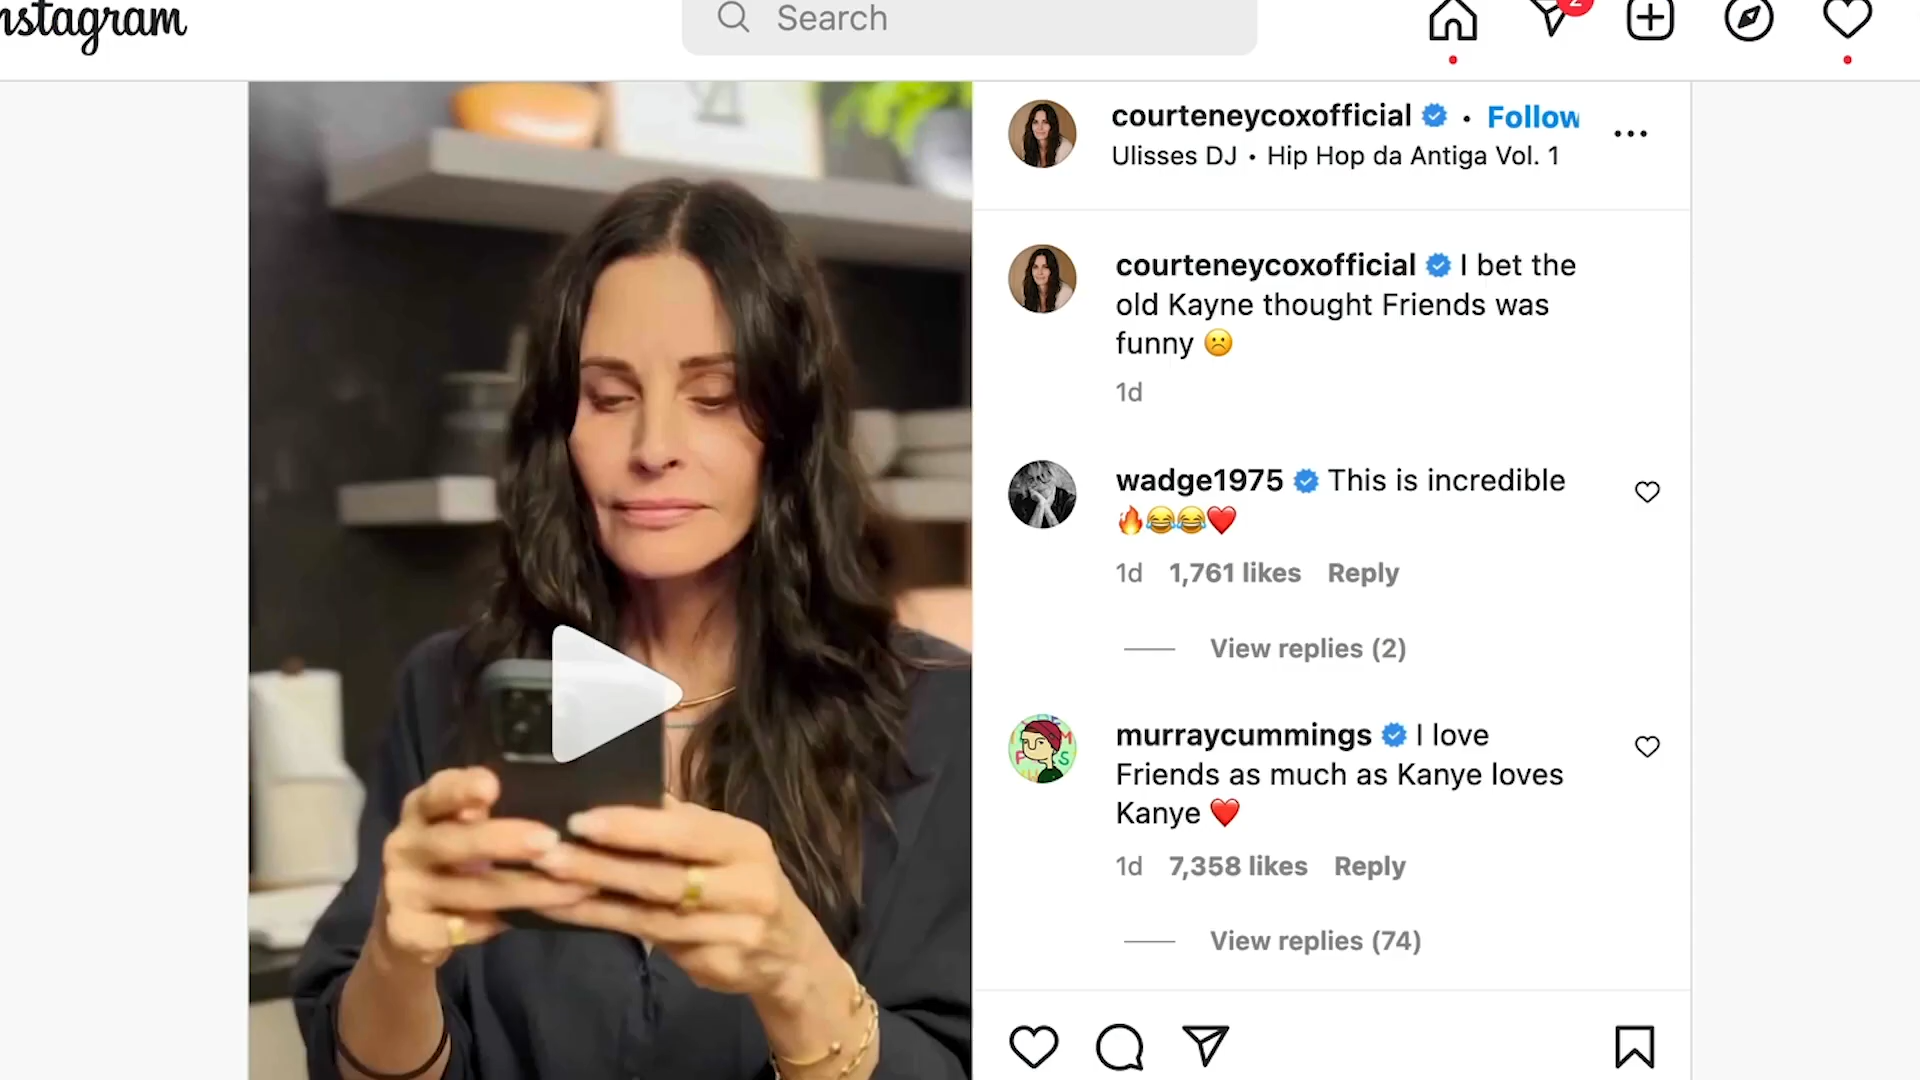 nstagram
Search
2
courteneycoxofficial • Follow
Ulisses DJ • Hip Hop da Antiga Vol. 1
courteneycoxofficial I bet the
old Kayne thought Friends was
funny ☹️
1d
wadge1975 This is incredible
🔥😂😂❤️
1d 1,761 likes Reply
View replies (2)
murraycummings I love
Friends as much as Kanye loves
Kanye ❤️
1d 7,358 likes Reply
View replies (74)